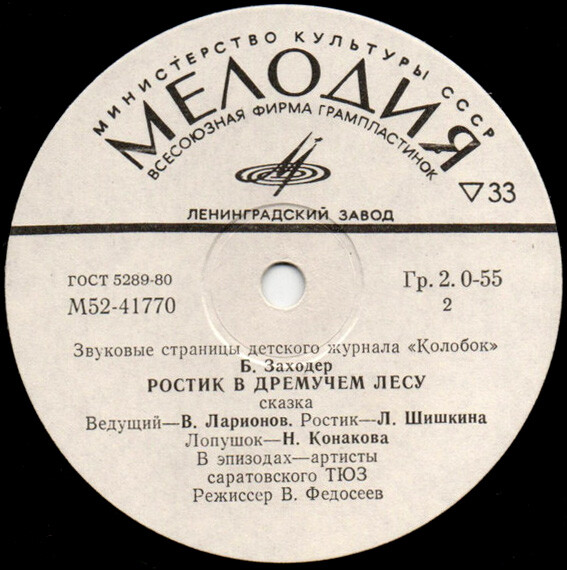 МИНИСТЕРСТВО КУЛЬТУРЫ СССР
МЕЛОДИЯ
ВСЕСОЮЗНАЯ ФИРМА ГРАМПЛАСТИНОК
▽33
ЛЕНИНГРАДСКИЙ ЗАВОД
ГОСТ 5289-80
Гр. 2. 0-55
М52-41770
2
Звуковые страницы детского журнала «Колобок»
Б. Заходер
РОСТИК В ДРЕМУЧЕМ ЛЕСУ
сказка
Ведущий—В. Ларионов. Ростик—Л. Шишкина
Лопушок—Н. Конакова
В эпизодах—артисты
саратовского ТЮЗ
Режиссер В. Федосеев